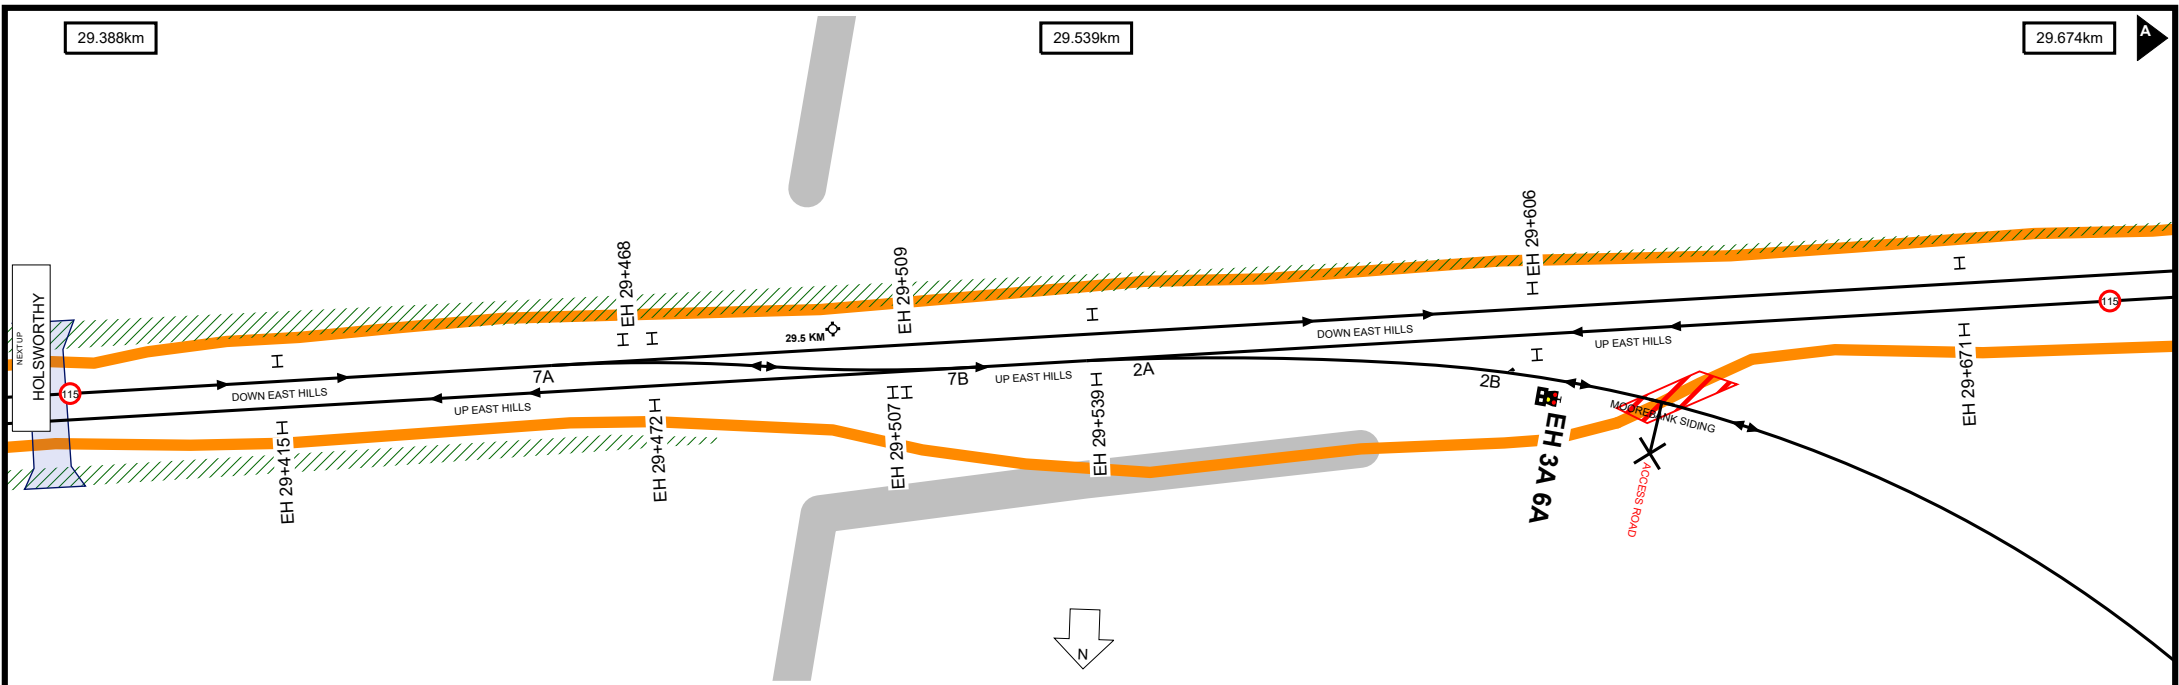 29.388km
29.539km
29.674km
A
NEXT UP
HOLSWORTHY
115
DOWN EAST HILLS
UP EAST HILLS
EH 29+415
7A
EH 29+468
EH 29+472
29.5 KM
EH 29+509
EH 29+507
7B
UP EAST HILLS
EH 29+539
2A
DOWN EAST HILLS
EH 29+606
2B
EH 3A 6A
UP EAST HILLS
MOOREBANK SIDING
ACCESS ROAD
EH 29+671
115
N